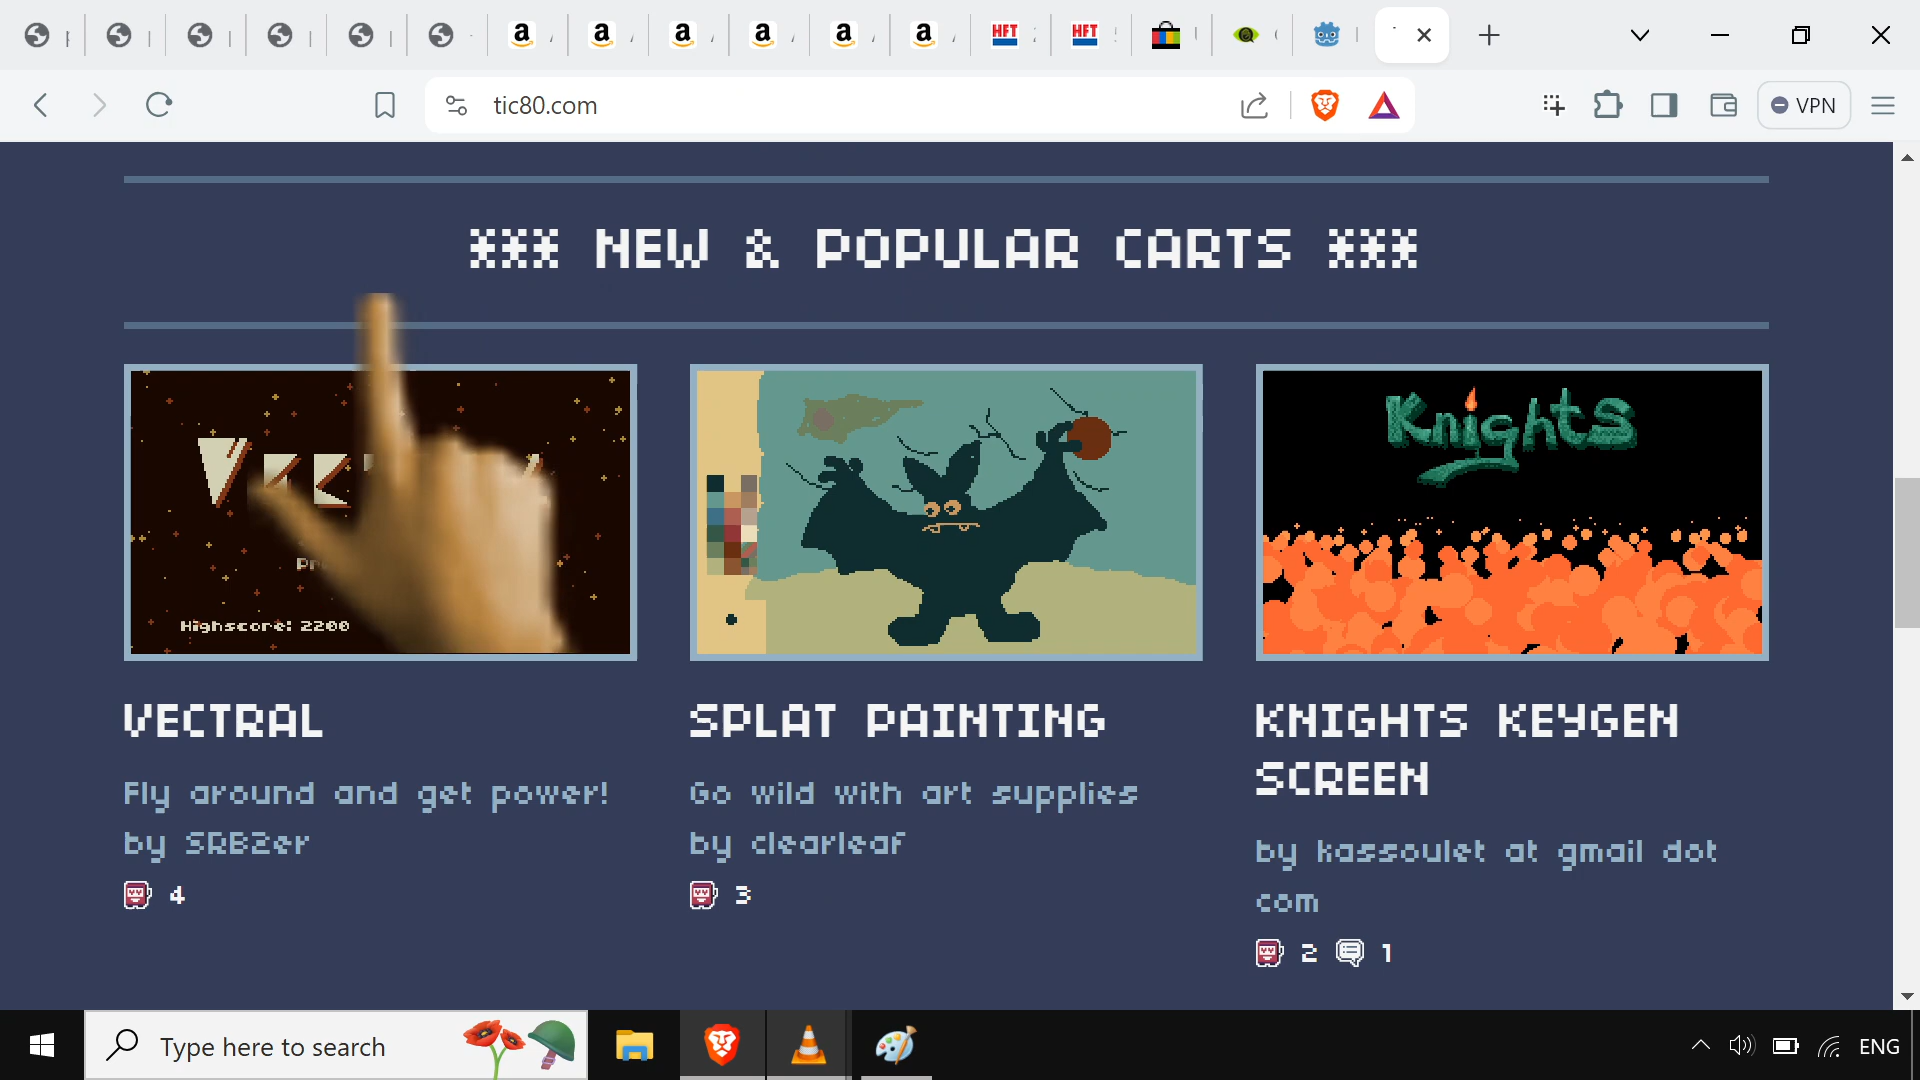 tic80.com
VPN
*** NEW & POPULAR CARTS ***
Highscore: 2200
Knights
VECTRAL
Fly around and get power!
by SRB2er
4
SPLAT PAINTING
Go wild with art supplies
by clearleaf
3
KNIGHTS KEYGEN
SCREEN
by kassoulet at gmail dot
com
2
1
Type here to search
ENG